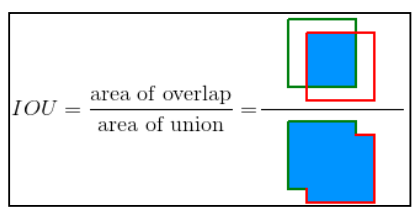 IOU = area of overlap / area of union =